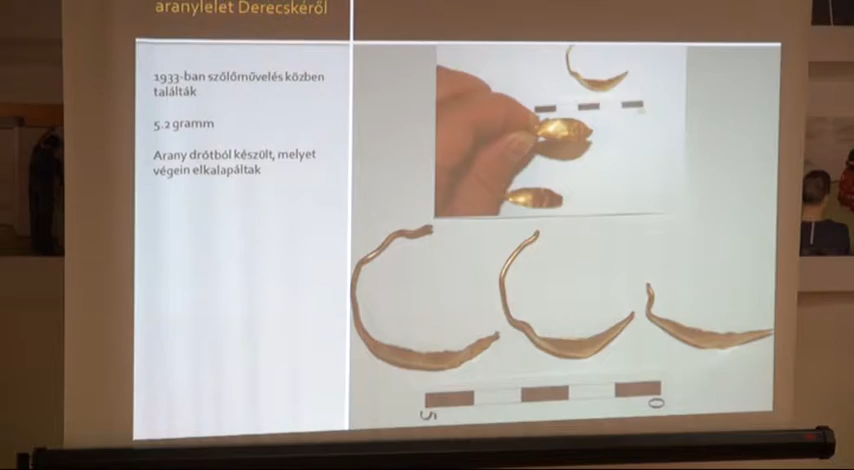 aranylelet Derecskéről
1933-ban szőlőművelés közben
találták
5.2 gramm
Arany drótból készült, melyet
végein elkalapáltak
5 0